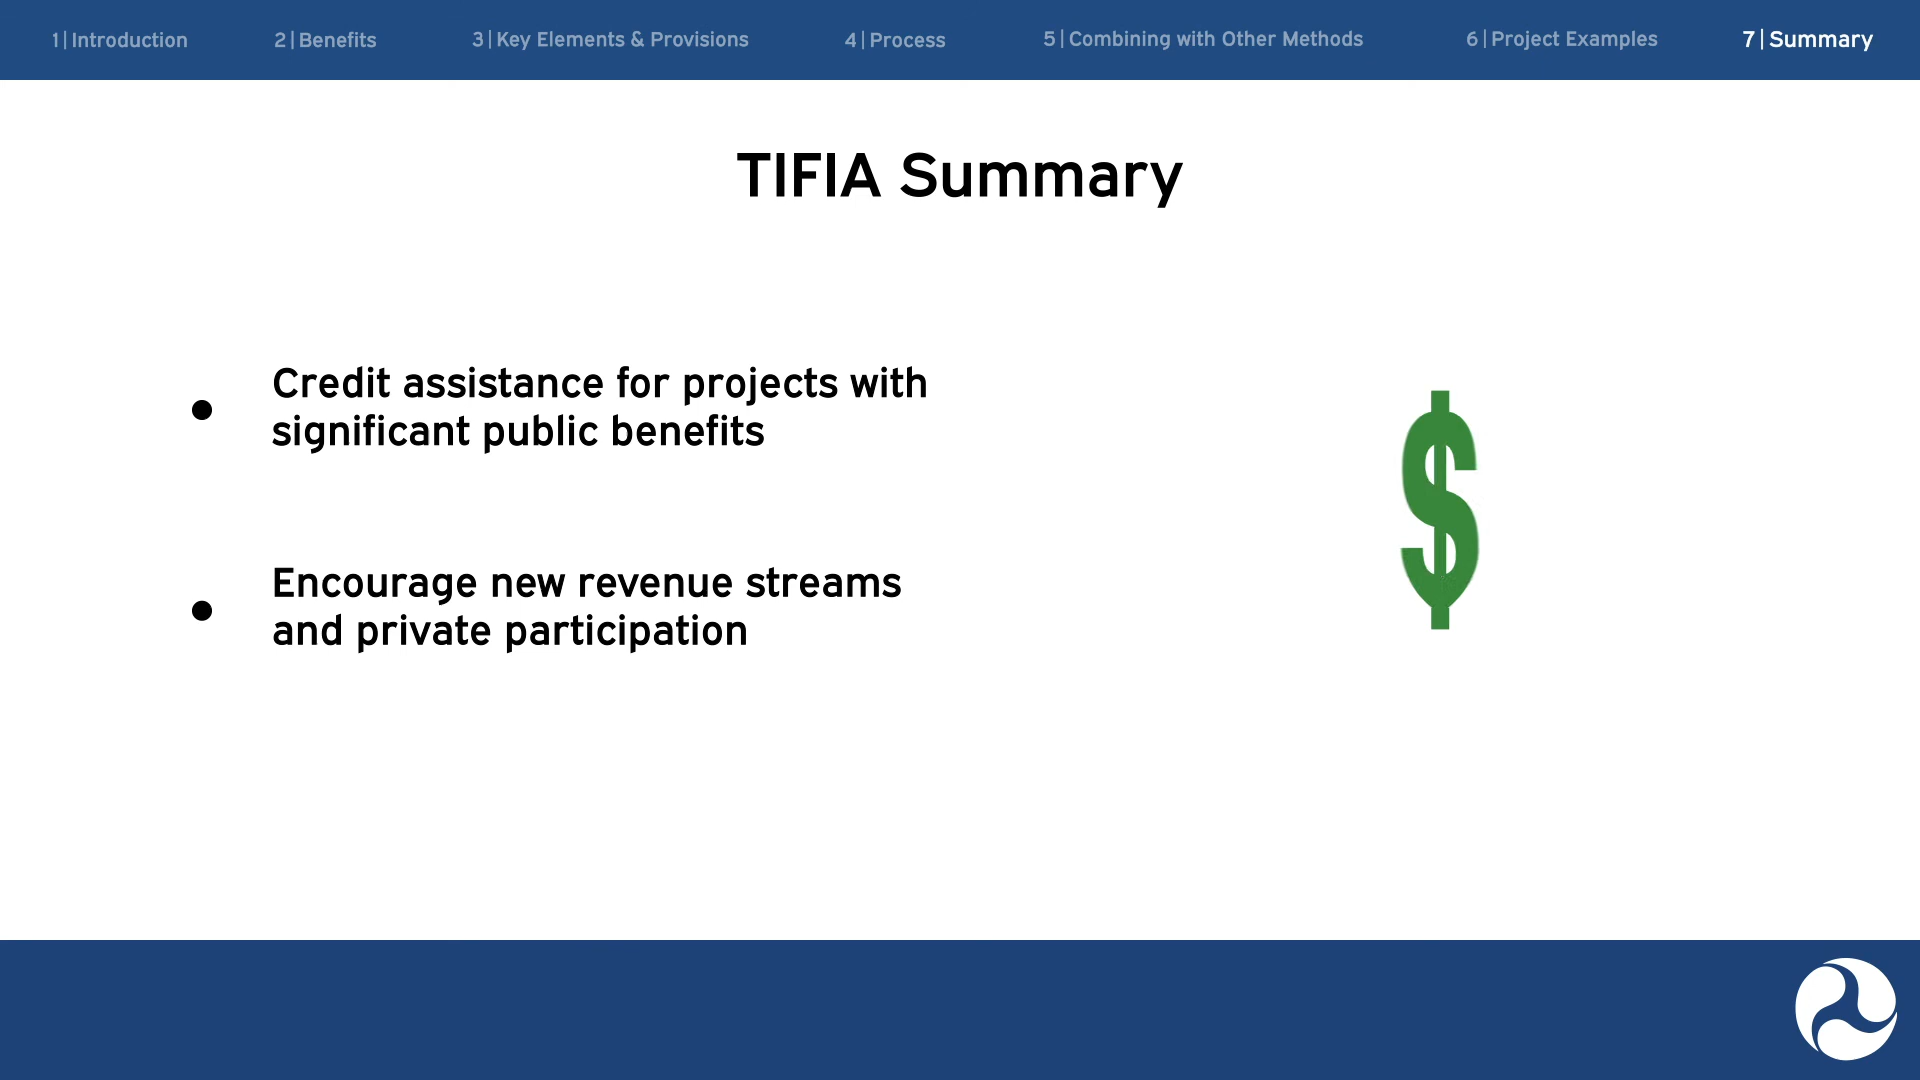 1|Introduction 2|Benefits 3|Key Elements & Provisions 4|Process 5|Combining with Other Methods 6|Project Examples 7|Summary
TIFIA Summary
• Credit assistance for projects with
significant public benefits
• Encourage new revenue streams
and private participation
$